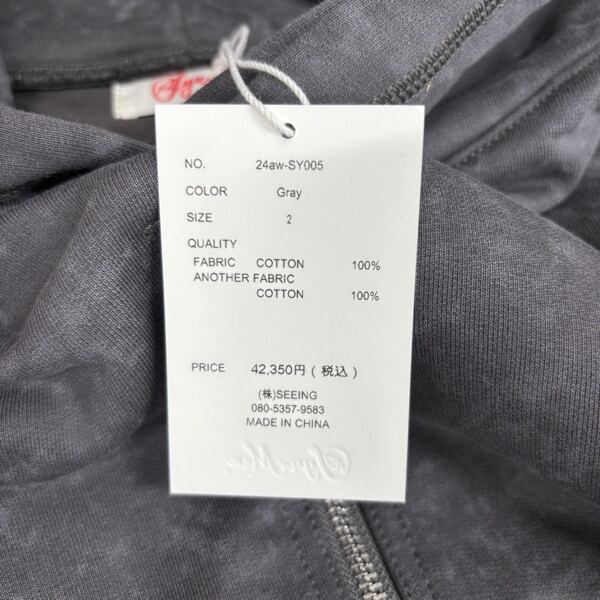 NO. 24aw-SY005
COLOR Gray
SIZE 2
QUALITY
FABRIC COTTON 100%
ANOTHER FABRIC
COTTON 100%
PRICE 42,350円 ( 税込 )
(株)SEEING
080-5357-9583
MADE IN CHINA